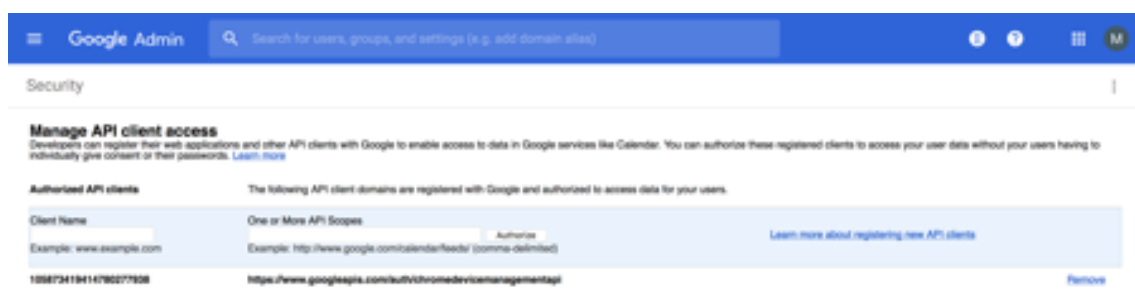 Google Admin
Search for users, groups, and settings (e.g. add domain alias)
M
Security
Manage API client access
Developers can register their web applications and other API clients with Google to enable access to data in Google services like Calendar. You can authorize these registered clients to access your user data without your users having to
individually give consent or their passwords. Learn more
Authorized API clients The following API client domains are registered with Google and authorized to access data for your users.
Client Name One or More API Scopes
Authorize Learn more about registering new API clients
Example: www.example.com Example: http://www.google.com/calendar/feeds/ (comma-delimited)
https://www.googleapis.com/auth/chromedevicemanagementapi Remove